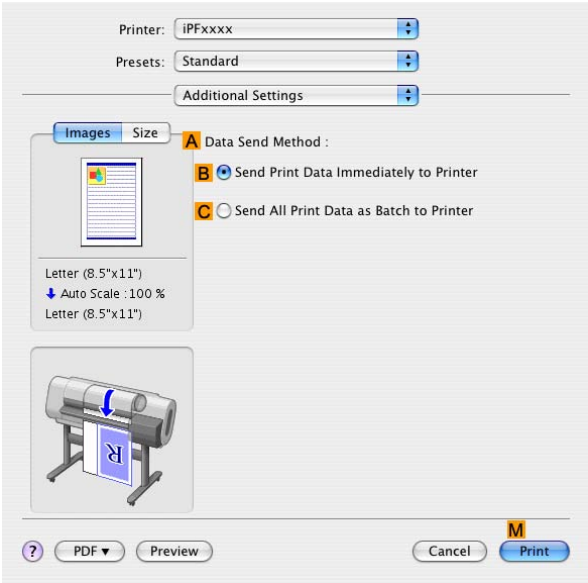 Printer: iPFxxxx
Presets: Standard
Additional Settings
Images Size
A Data Send Method :
B Send Print Data Immediately to Printer
C Send All Print Data as Batch to Printer
Letter (8.5"x11")
Auto Scale :100 %
Letter (8.5"x11")
R
M
? PDF▼ Preview Cancel Print